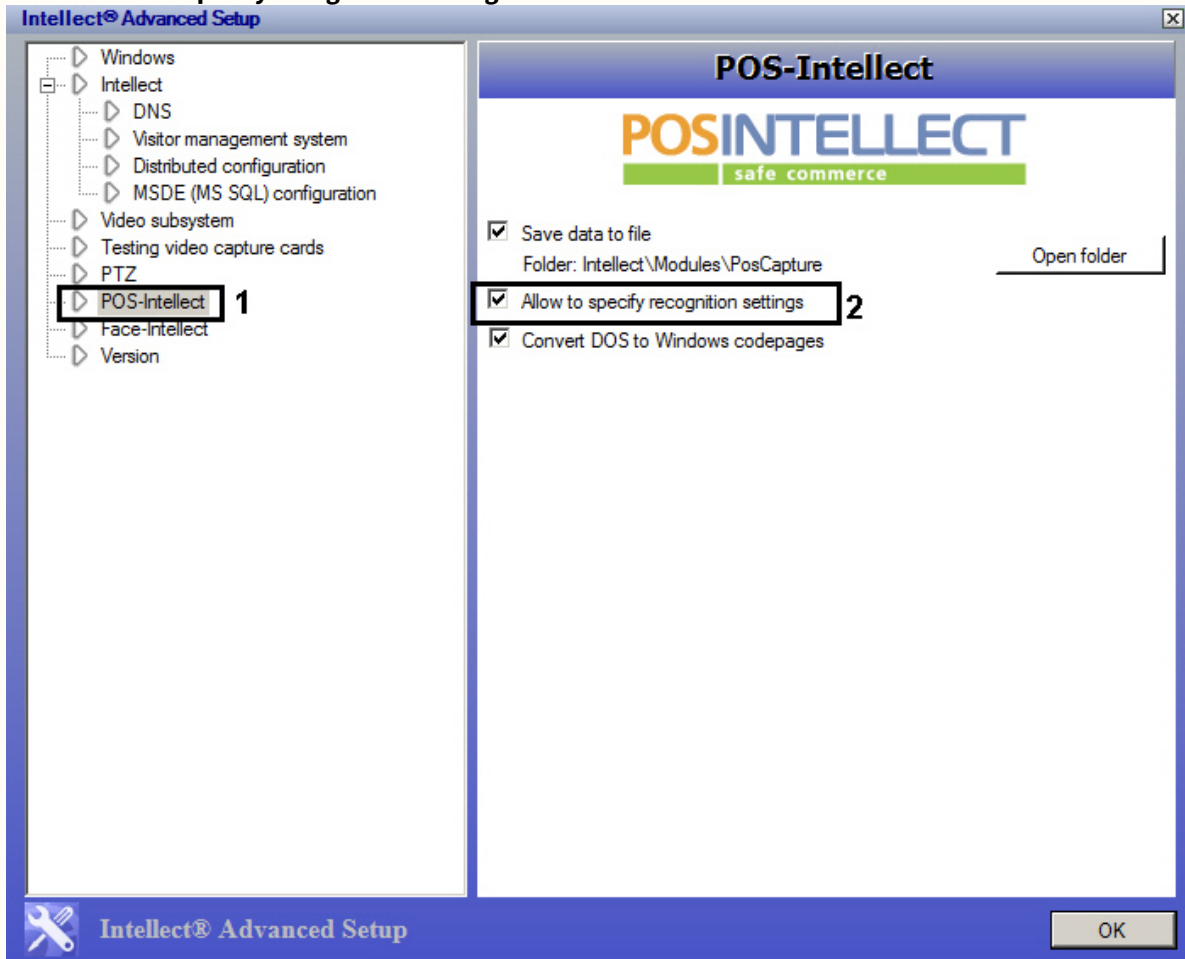 Intellect® Advanced Setup
Windows
Intellect
DNS
Visitor management system
Distributed configuration
MSDE (MS SQL) configuration
Video subsystem
Testing video capture cards
PTZ
POS-Intellect 1
Face-Intellect
Version
POS-Intellect
POSINTELLECT
safe commerce
Save data to file
Folder: Intellect\Modules\PosCapture
Open folder
Allow to specify recognition settings 2
Convert DOS to Windows codepages
Intellect® Advanced Setup
OK